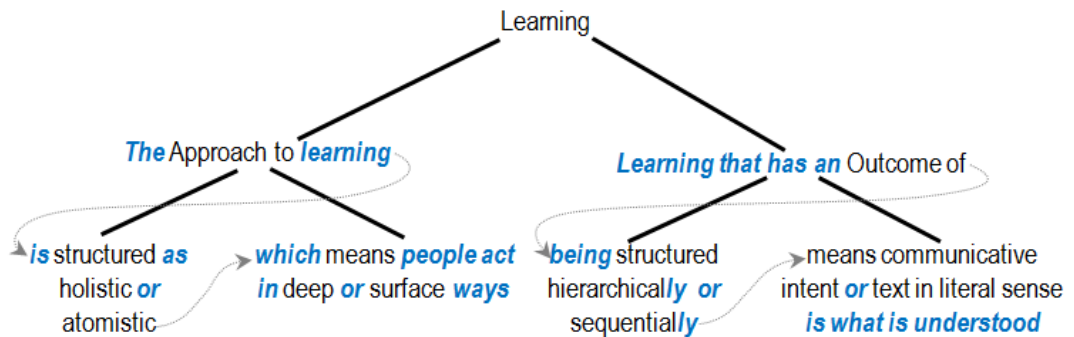 Learning
The Approach to learning
Learning that has an Outcome of
is structured as
holistic or
atomistic
which means people act
in deep or surface ways
being structured
hierarchically or
sequentially
means communicative
intent or text in literal sense
is what is understood